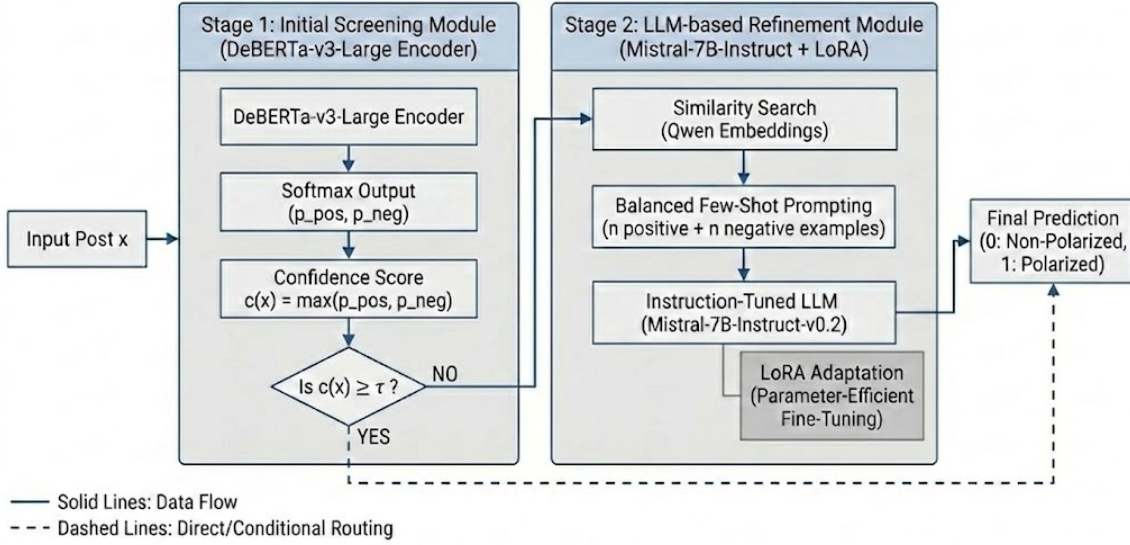 Stage 1: Initial Screening Module
(DeBERTa-v3-Large Encoder)
DeBERTa-v3-Large Encoder
Softmax Output
(p_pos, p_neg)
Confidence Score
c(x) = max(p_pos, p_neg)
Is c(x) ≥ τ ?
NO
YES
Input Post x
Stage 2: LLM-based Refinement Module
(Mistral-7B-Instruct + LoRA)
Similarity Search
(Qwen Embeddings)
Balanced Few-Shot Prompting
(n positive + n negative examples)
Instruction-Tuned LLM
(Mistral-7B-Instruct-v0.2)
LoRA Adaptation
(Parameter-Efficient
Fine-Tuning)
Final Prediction
(0: Non-Polarized,
1: Polarized)
Solid Lines: Data Flow
Dashed Lines: Direct/Conditional Routing